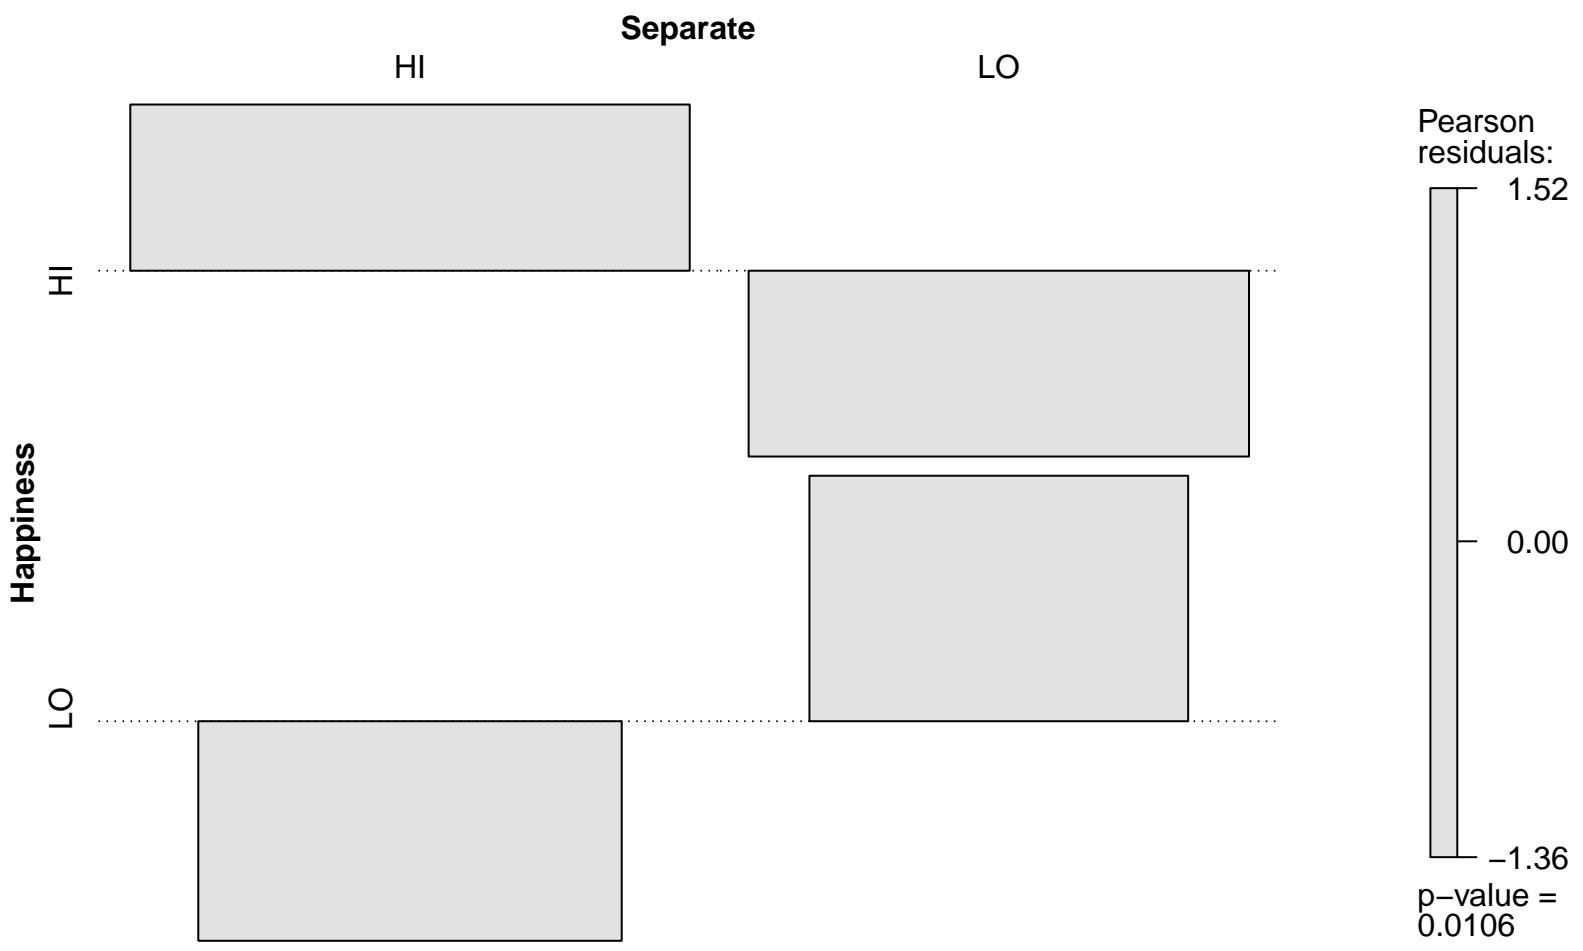 Separate
HI LO
Happiness
HI
LO
Pearson
residuals:
1.52
0.00
−1.36
p−value =
0.0106